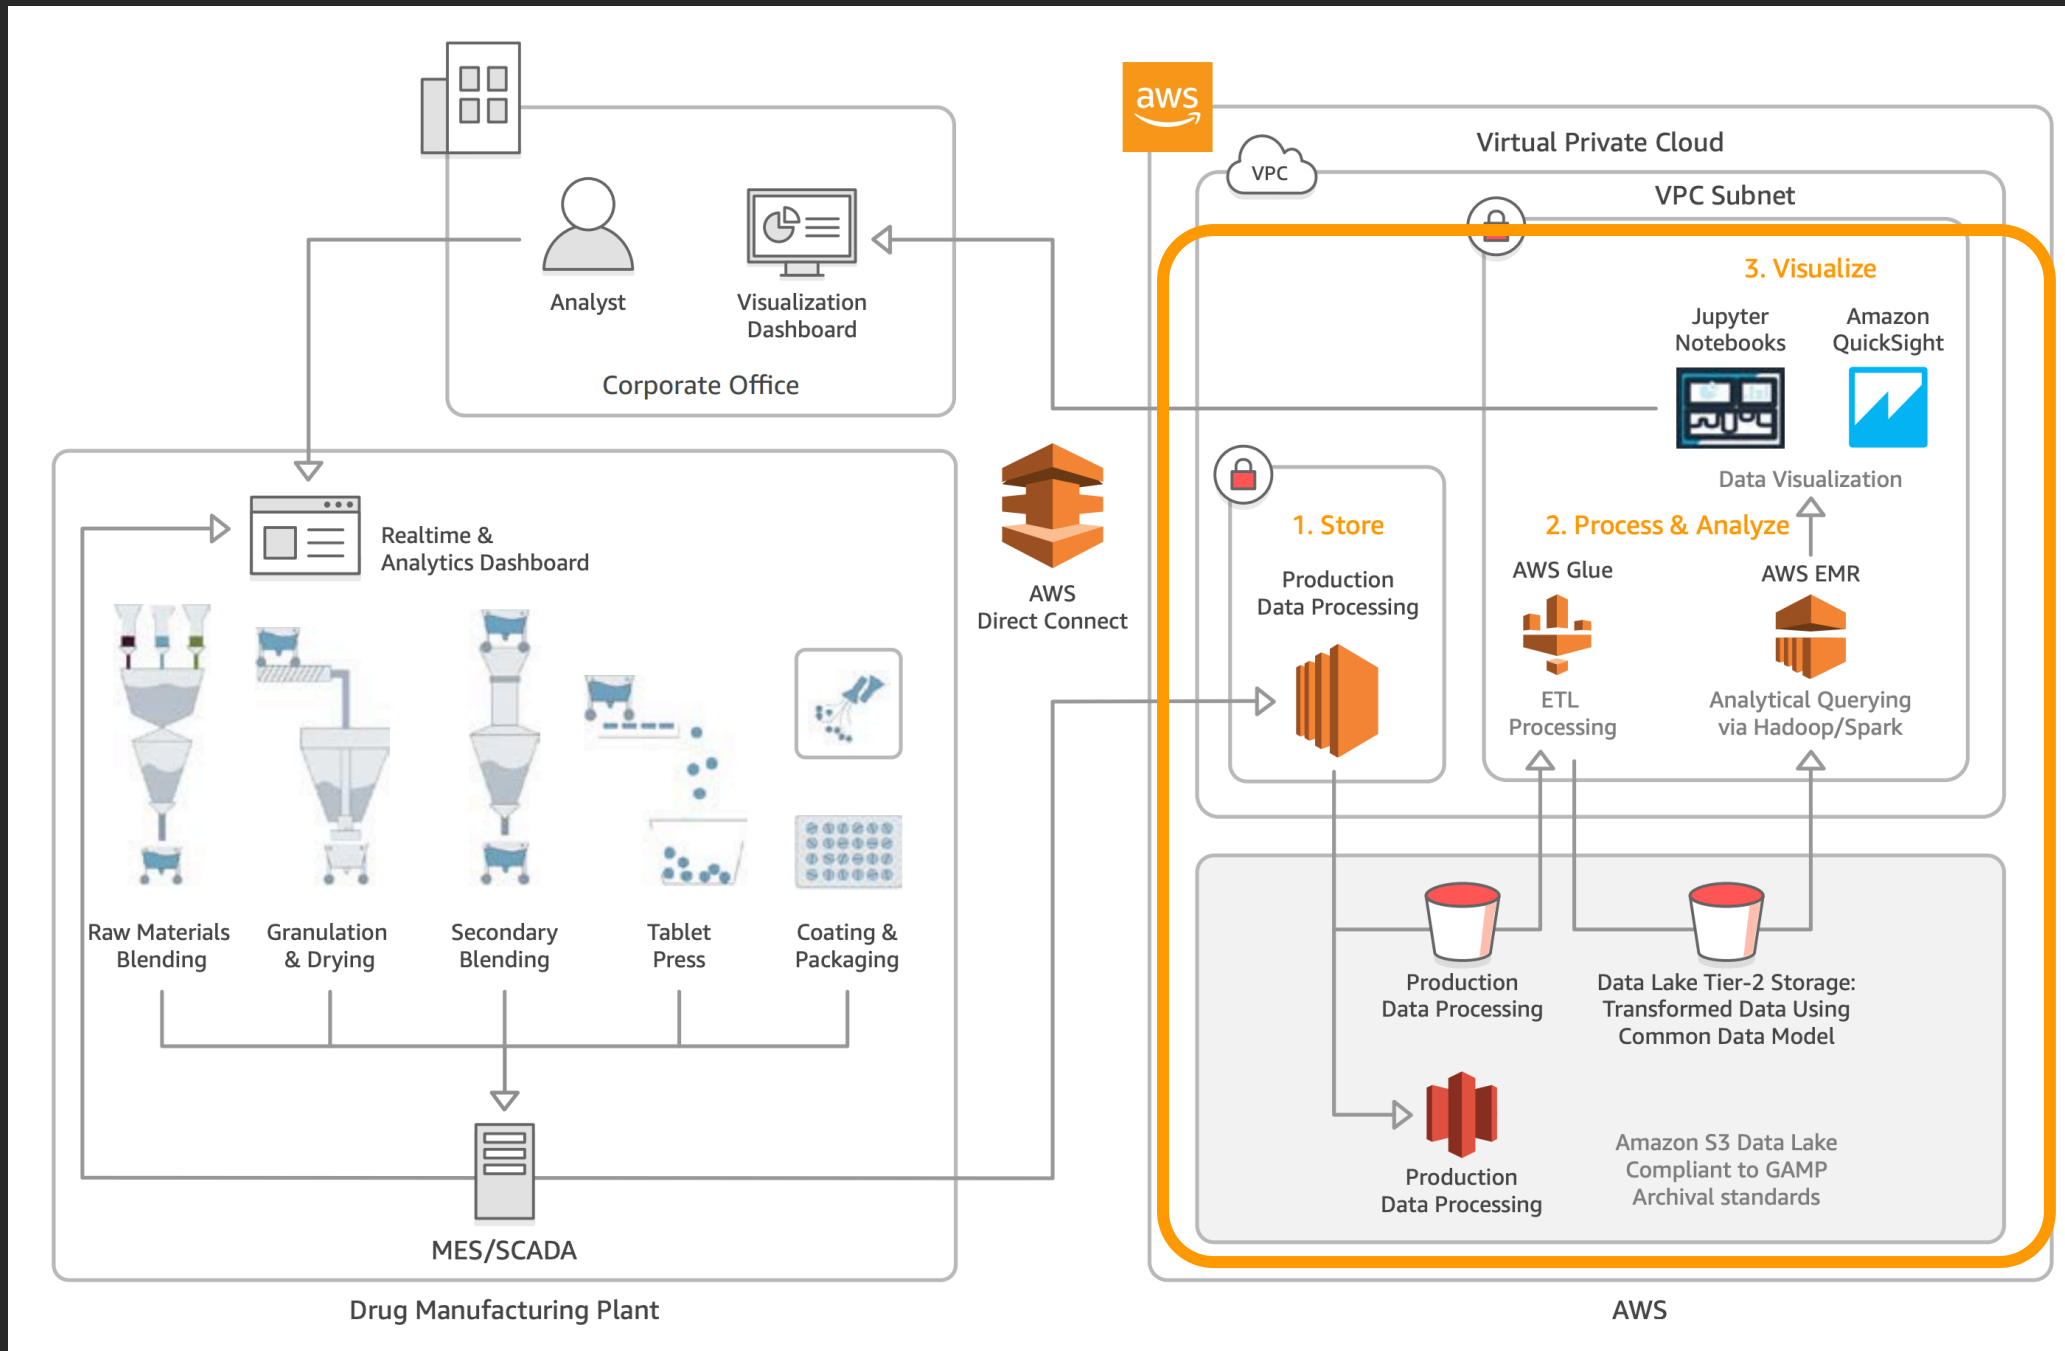 aws
Virtual Private Cloud
VPC
VPC Subnet
Analyst
Visualization
Dashboard
Corporate Office
3. Visualize
Jupyter
Notebooks
Amazon
QuickSight
Data Visualization
Realtime &
Analytics Dashboard
AWS
Direct Connect
1. Store
Production
Data Processing
2. Process & Analyze
AWS Glue
ETL
Processing
AWS EMR
Analytical Querying
via Hadoop/Spark
Raw Materials
Blending
Granulation
& Drying
Secondary
Blending
Tablet
Press
Coating &
Packaging
MES/SCADA
Drug Manufacturing Plant
Production
Data Processing
Data Lake Tier-2 Storage:
Transformed Data Using
Common Data Model
Production
Data Processing
Amazon S3 Data Lake
Compliant to GAMP
Archival standards
AWS